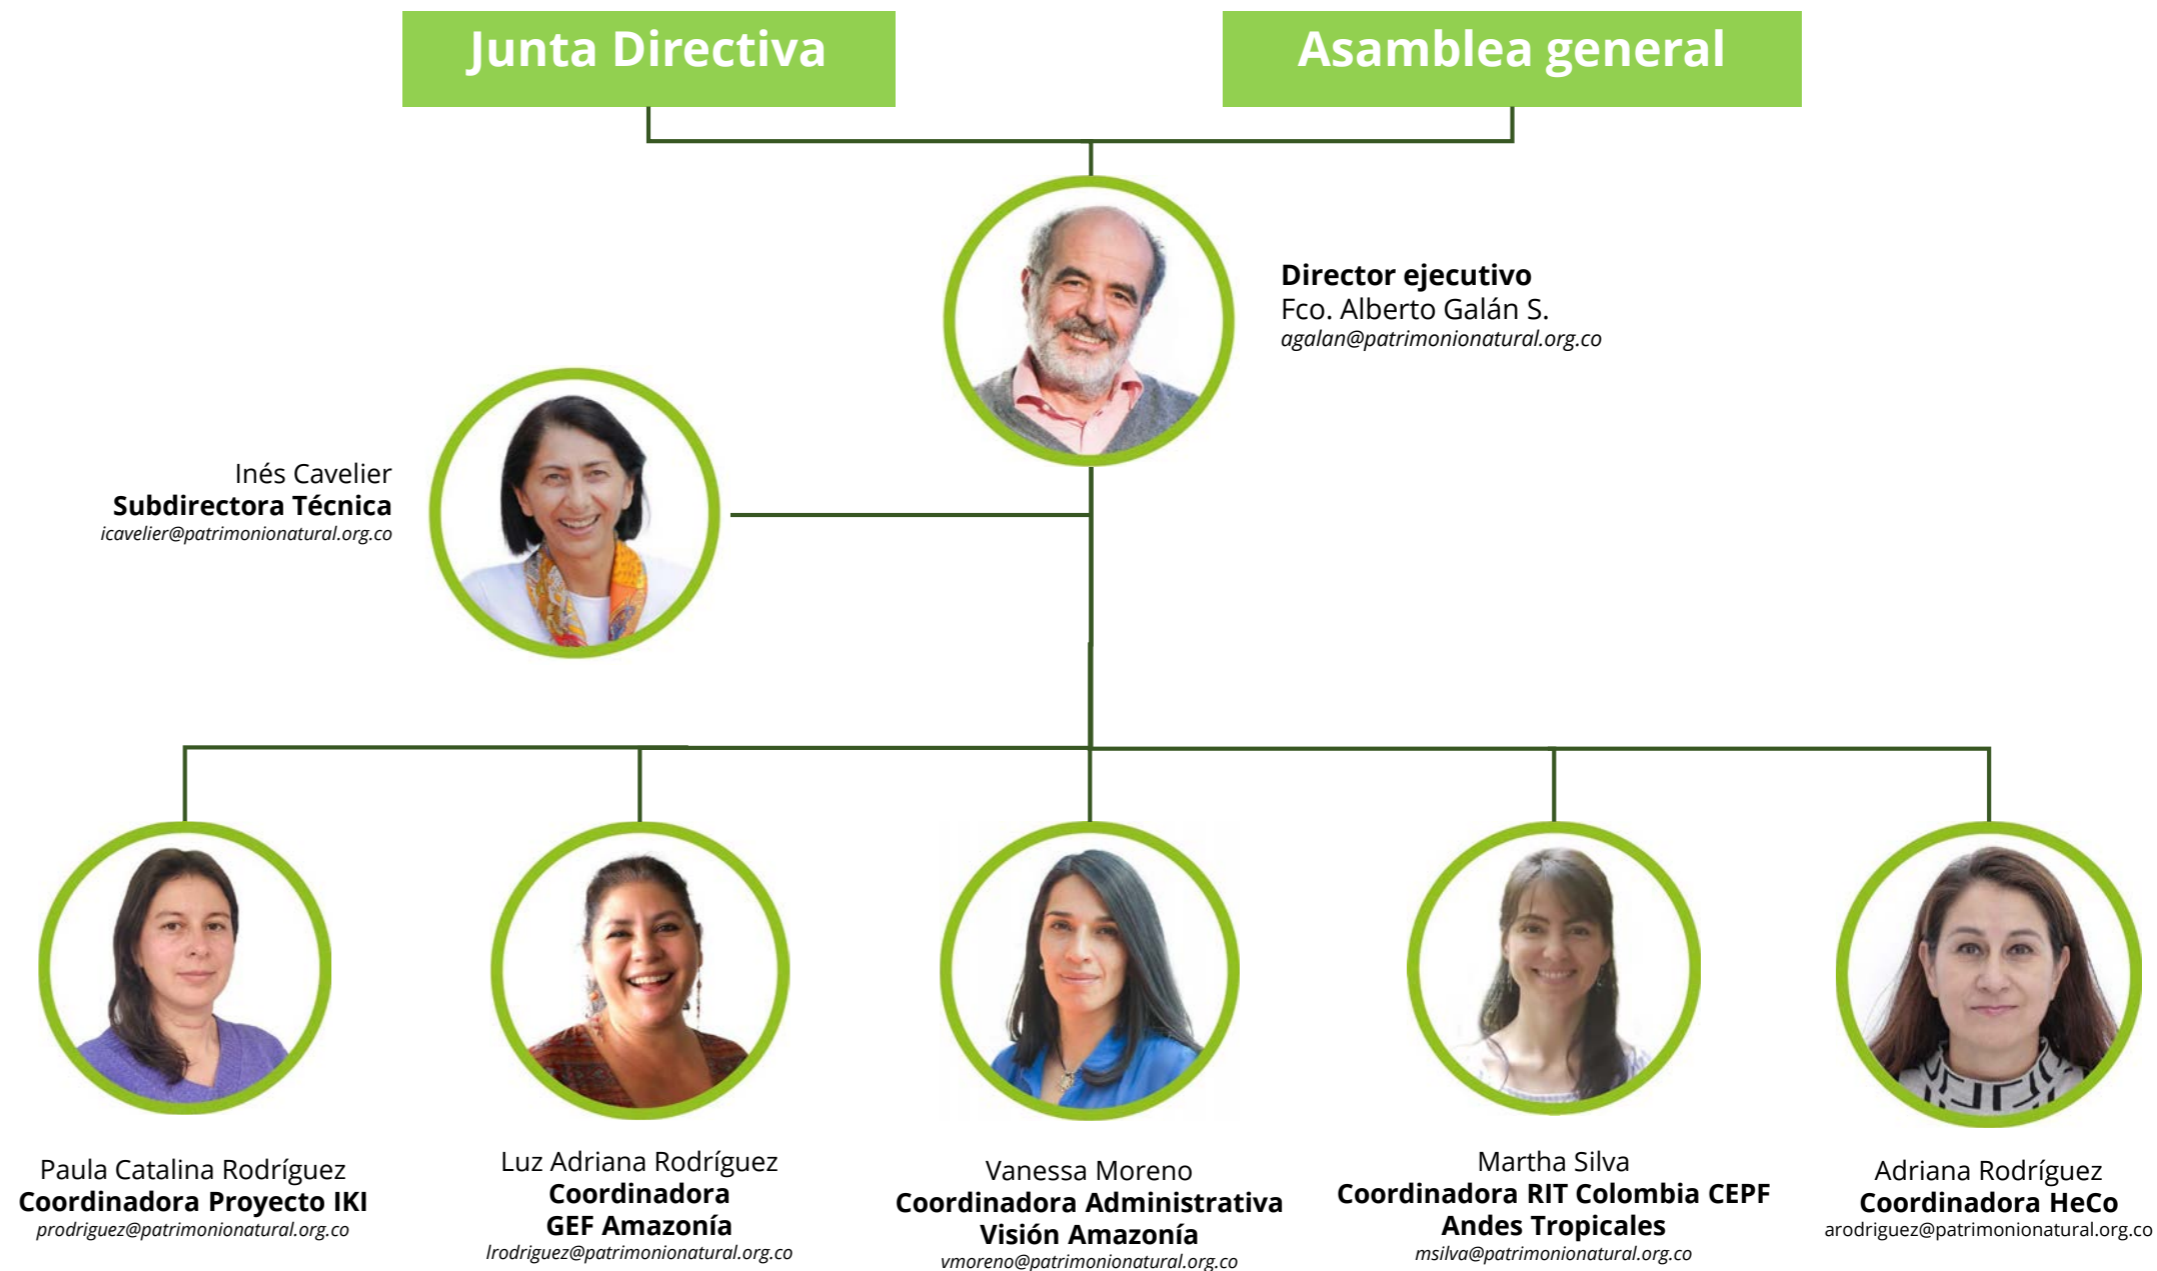 Junta Directiva
Asamblea general
Director ejecutivo
Fco. Alberto Galán S.
agalan@patrimonionatural.org.co
Inés Cavelier
Subdirectora Técnica
icavelier@patrimonionatural.org.co
Paula Catalina Rodríguez
Coordinadora Proyecto IKI
prodriguez@patrimonionatural.org.co
Luz Adriana Rodríguez
Coordinadora
GEF Amazonía
lrodriguez@patrimonionatural.org.co
Vanessa Moreno
Coordinadora Administrativa
Visión Amazonía
vmoreno@patrimonionatural.org.co
Martha Silva
Coordinadora RIT Colombia CEPF
Andes Tropicales
msilva@patrimonionatural.org.co
Adriana Rodríguez
Coordinadora HeCo
arodriguez@patrimonionatural.org.co